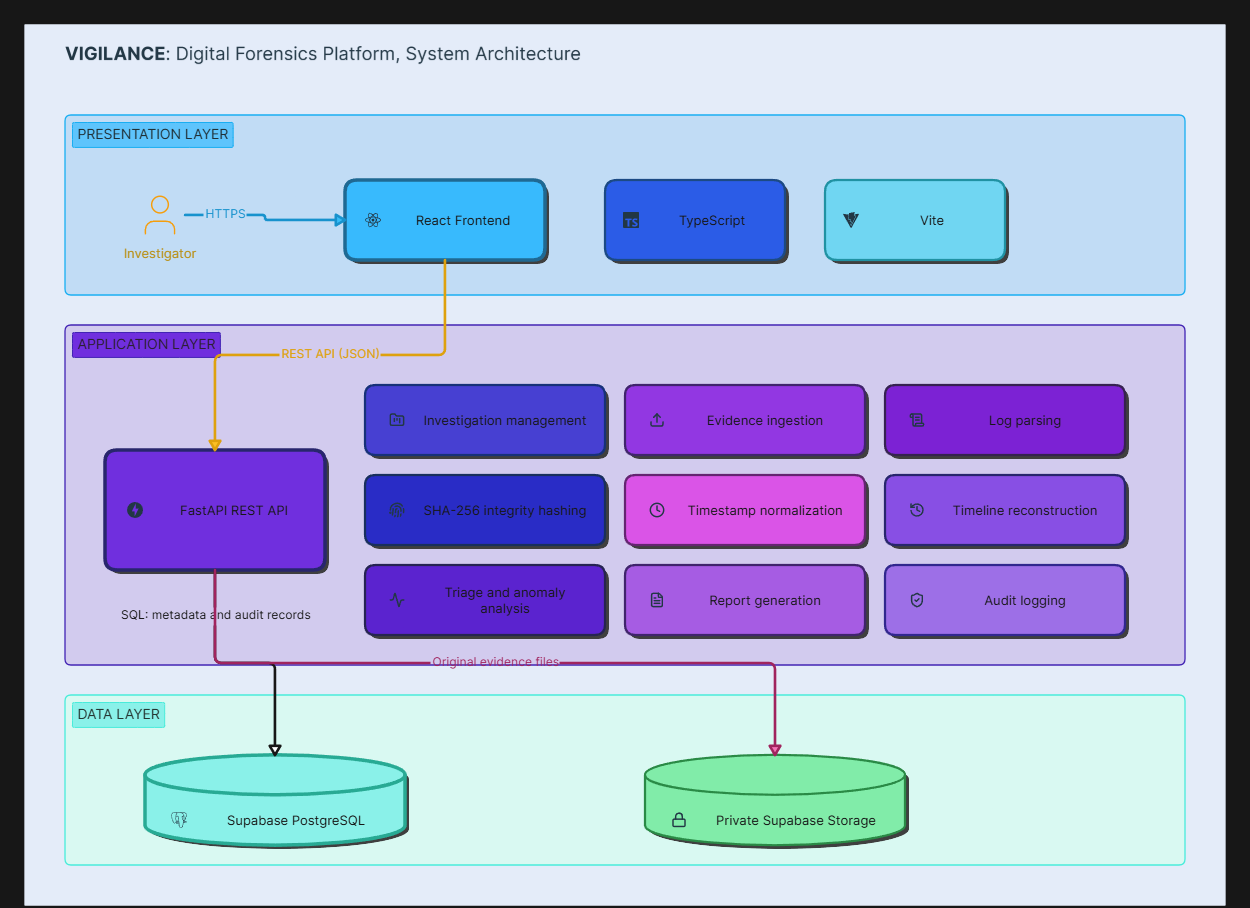 VIGILANCE: Digital Forensics Platform, System Architecture
PRESENTATION LAYER
HTTPS
Investigator
React Frontend
TS
TypeScript
Vite
APPLICATION LAYER
REST API (JSON)
Investigation management
Evidence ingestion
Log parsing
FastAPI REST API
SHA-256 integrity hashing
Timestamp normalization
Timeline reconstruction
SQL: metadata and audit records
Triage and anomaly
analysis
Report generation
Audit logging
Original evidence files
DATA LAYER
Supabase PostgreSQL
Private Supabase Storage